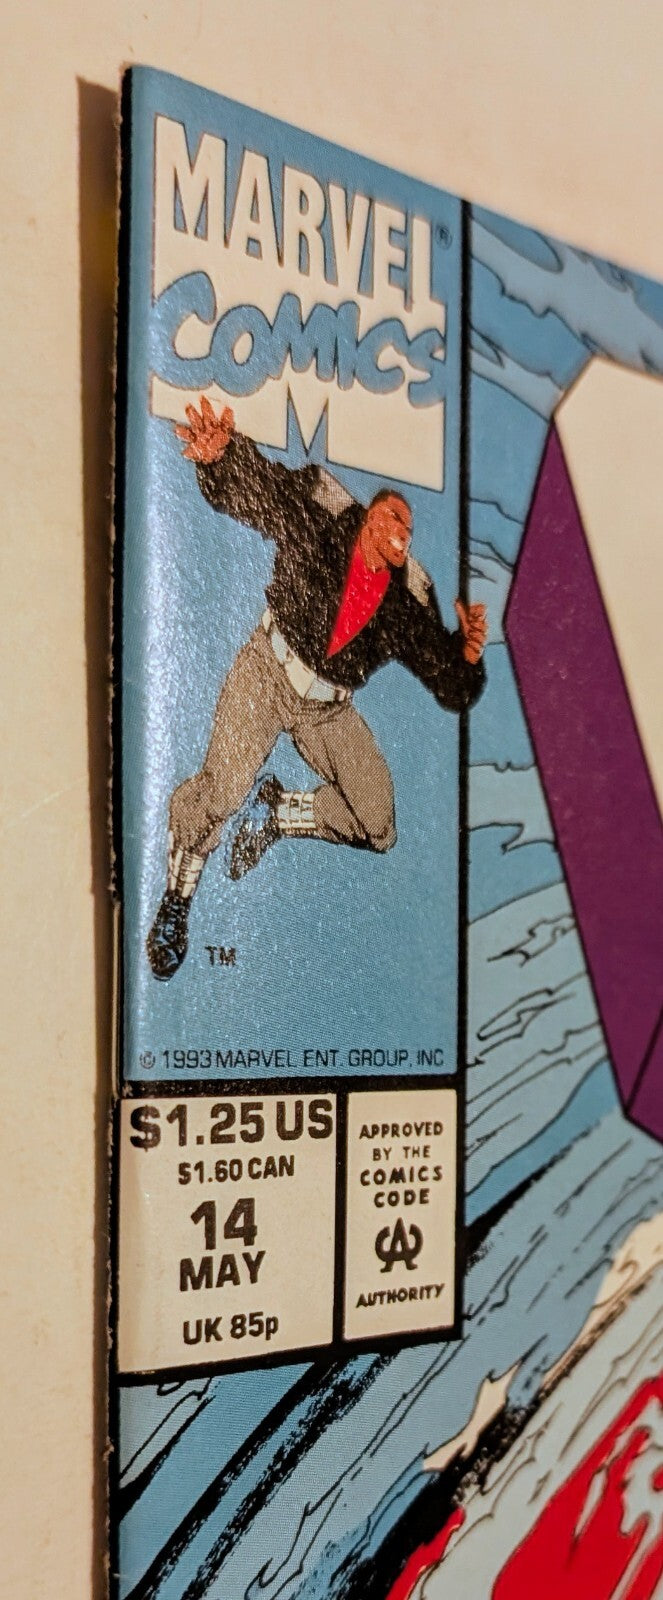 MARVEL®
COMICS
TM
© 1993 MARVEL ENT. GROUP, INC
$1.25 US
$1.60 CAN
14
MAY
UK 85p
APPROVED
BY THE
COMICS
CODE
AUTHORITY